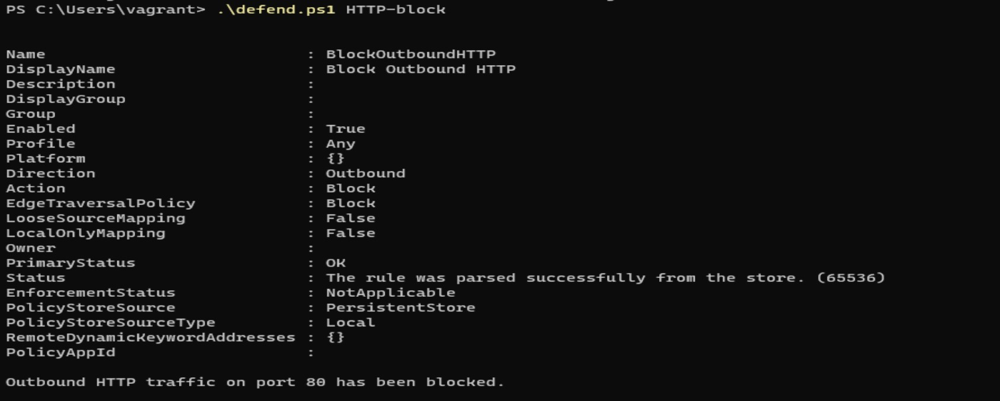 PS C:\Users\vagrant> .\defend.ps1 HTTP-block
Name : BlockOutboundHTTP
DisplayName : Block Outbound HTTP
Description :
DisplayGroup :
Group :
Enabled : True
Profile : Any
Platform : {}
Direction : Outbound
Action : Block
EdgeTraversalPolicy : Block
LooseSourceMapping : False
LocalOnlyMapping : False
Owner :
PrimaryStatus : OK
Status : The rule was parsed successfully from the store. (65536)
EnforcementStatus : NotApplicable
PolicyStoreSource : PersistentStore
PolicyStoreSourceType : Local
RemoteDynamicKeywordAddresses : {}
PolicyAppId :
Outbound HTTP traffic on port 80 has been blocked.